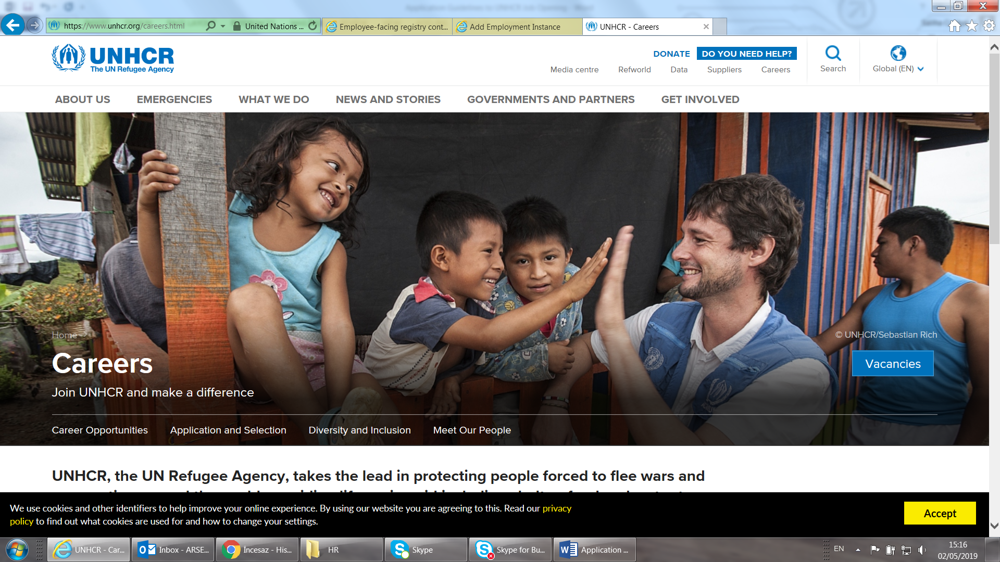 https://www.unhcr.org/careers.html
United Nations ...
Employee-facing registry cont...
Add Employment Instance
UNHCR - Careers
UNHCR
The UN Refugee Agency
DONATE
DO YOU NEED HELP?
Media centre
Refworld
Data
Suppliers
Careers
Search
Global (EN)
ABOUT US
EMERGENCIES
WHAT WE DO
NEWS AND STORIES
GOVERNMENTS AND PARTNERS
GET INVOLVED
Home >
© UNHCR/Sebastian Rich
Careers
Vacancies
Join UNHCR and make a difference
Career Opportunities
Application and Selection
Diversity and Inclusion
Meet Our People
UNHCR, the UN Refugee Agency, takes the lead in protecting people forced to flee wars and
We use cookies and other identifiers to help improve your online experience. By using our website you are agreeing to this. Read our privacy
policy to find out what cookies are used for and how to change your settings.
Accept
UNHCR - Car...
Inbox - ARSE...
İncesaz - His...
HR
Skype
Skype for Bu...
Application ...
EN
15:16
02/05/2019